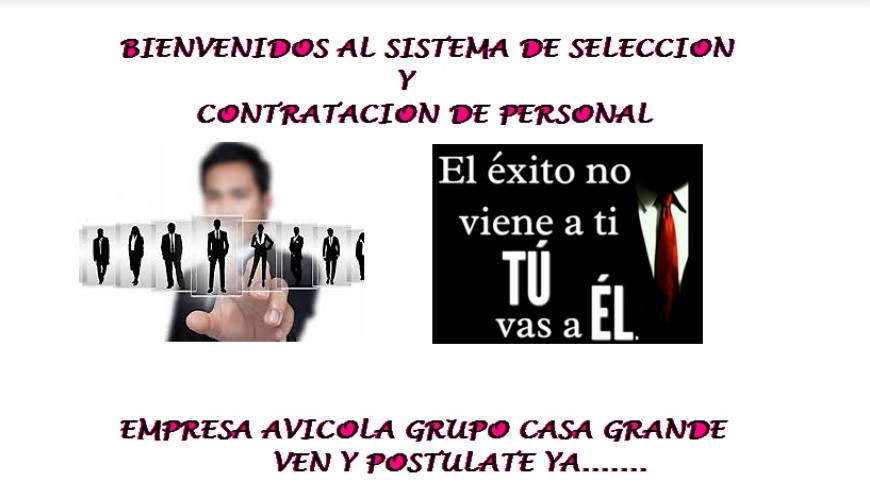 BIENVENIDOS AL SISTEMA DE SELECCION
Y
CONTRATACION DE PERSONAL
El éxito no
viene a ti
TÚ
vas a ÉL.
EMPRESA AVICOLA GRUPO CASA GRANDE
VEN Y POSTULATE YA.......